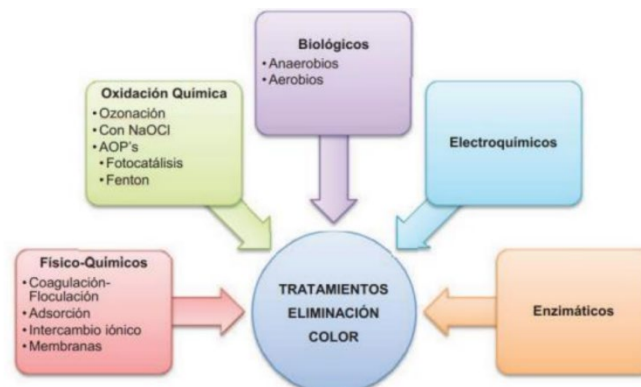 Biológicos
• Anaerobios
• Aerobios
Oxidación Química
• Ozonación
• Con NaOCl
• AOP's
• Fotocatálisis
• Fenton
Electroquímicos
Físico-Químicos
• Coagulación-
Floculación
• Adsorción
• Intercambio iónico
• Membranas
TRATAMIENTOS
ELIMINACIÓN
COLOR
Enzimáticos